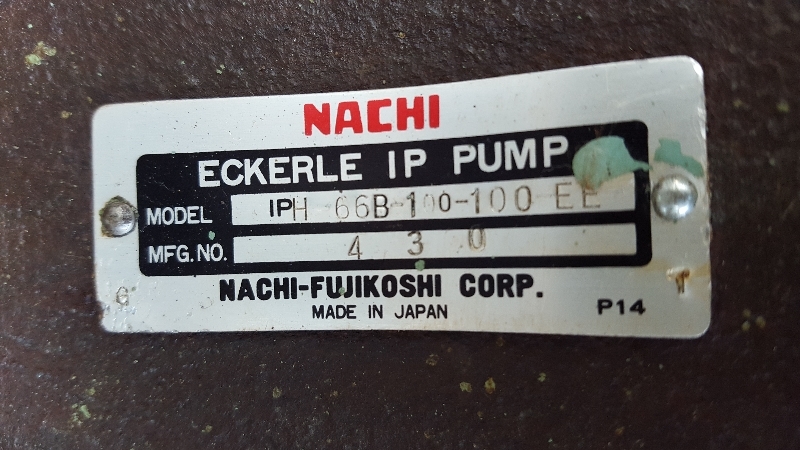 NACHI
ECKERLE IP PUMP
MODEL IPH 66B-100-100 EE
MFG.NO. 4 3 0
NACHI-FUJIKOSHI CORP.
MADE IN JAPAN
P14